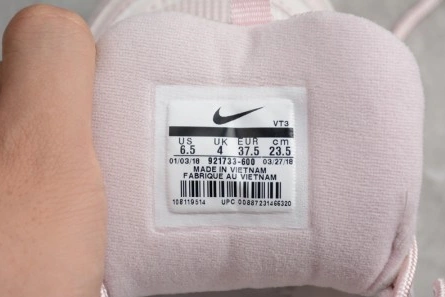 VT3
US UK EUR cm
6.5 4 37.5 23.5
01/03/18 921733-600 03/27/18
MADE IN VIETNAM
FABRIQUE AU VIETNAM
108119514 UPC 00887231466320